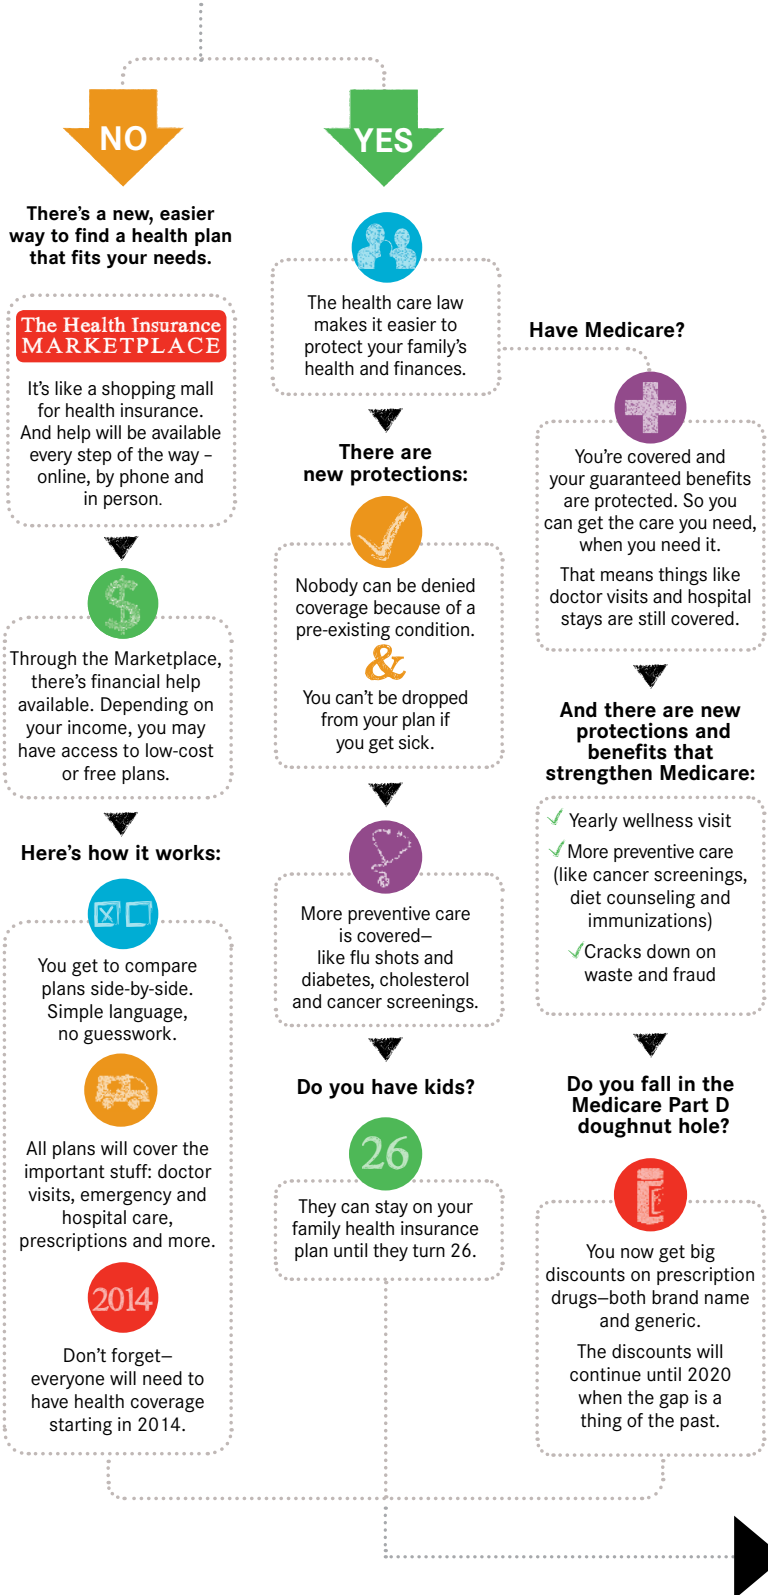 NO
There's a new, easier
way to find a health plan
that fits your needs.
The Health Insurance
MARKETPLACE
It's like a shopping mall
for health insurance.
And help will be available
every step of the way –
online, by phone and
in person.
$
Through the Marketplace,
there's financial help
available. Depending on
your income, you may
have access to low-cost
or free plans.
Here's how it works:
You get to compare
plans side-by-side.
Simple language,
no guesswork.
All plans will cover the
important stuff: doctor
visits, emergency and
hospital care,
prescriptions and more.
2014
Don't forget–
everyone will need to
have health coverage
starting in 2014.
YES
The health care law
makes it easier to
protect your family's
health and finances.
There are
new protections:
Nobody can be denied
coverage because of a
pre-existing condition.
&
You can't be dropped
from your plan if
you get sick.
More preventive care
is covered–
like flu shots and
diabetes, cholesterol
and cancer screenings.
Do you have kids?
26
They can stay on your
family health insurance
plan until they turn 26.
Have Medicare?
You're covered and
your guaranteed benefits
are protected. So you
can get the care you need,
when you need it.
That means things like
doctor visits and hospital
stays are still covered.
And there are new
protections and
benefits that
strengthen Medicare:
Yearly wellness visit
More preventive care
(like cancer screenings,
diet counseling and
immunizations)
Cracks down on
waste and fraud
Do you fall in the
Medicare Part D
doughnut hole?
You now get big
discounts on prescription
drugs–both brand name
and generic.
The discounts will
continue until 2020
when the gap is a
thing of the past.